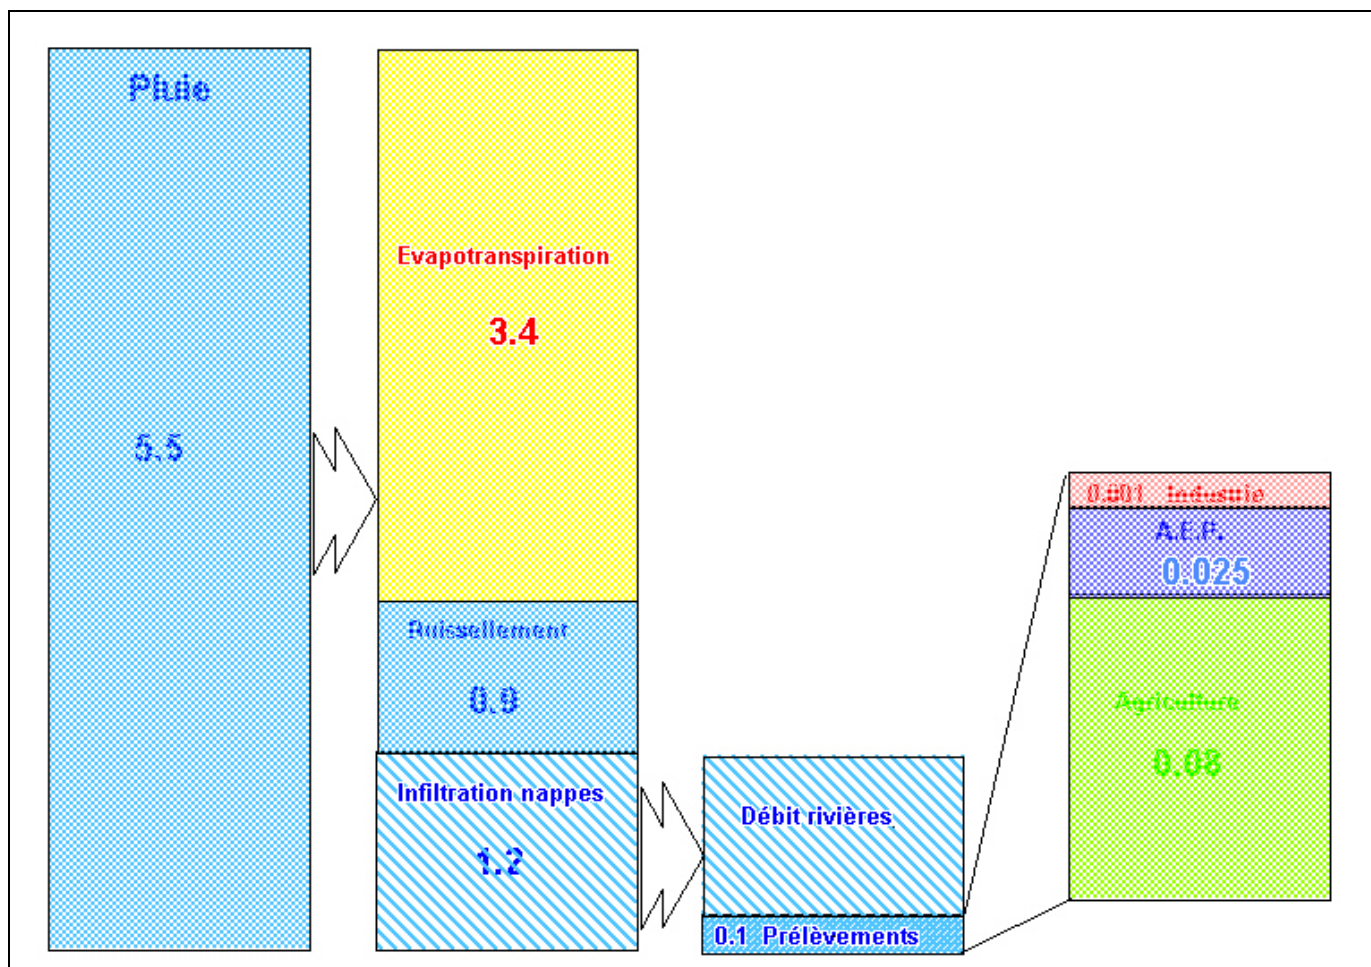 Pluie
5.5
Evapotranspiration
3.4
Ruissellement
0.9
Infiltration nappes
1.2
Débit rivières
0.1 Prélèvements
0.001 Industrie
A.E.P.
0.025
Agriculture
0.08